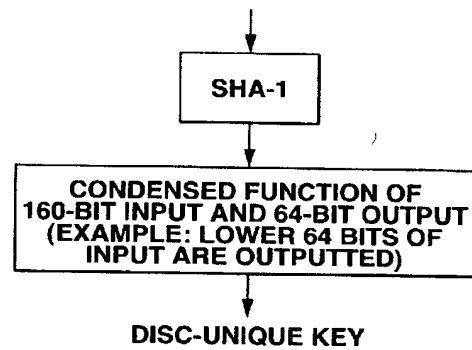 SHA-1
CONDENSED FUNCTION OF
160-BIT INPUT AND 64-BIT OUTPUT
(EXAMPLE: LOWER 64 BITS OF
INPUT ARE OUTPUTTED)
DISC-UNIQUE KEY